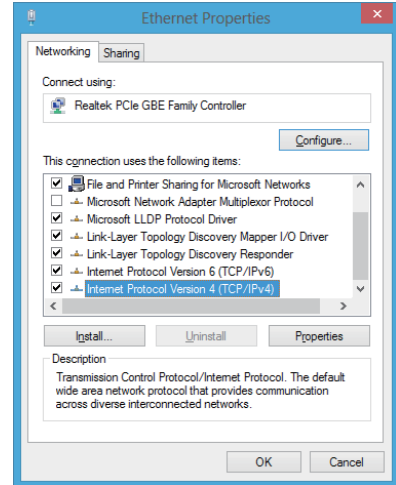 Ethernet Properties
Networking
Sharing
Connect using:
Realtek PCIe GBE Family Controller
Configure...
This connection uses the following items:
File and Printer Sharing for Microsoft Networks
Microsoft Network Adapter Multiplexor Protocol
Microsoft LLDP Protocol Driver
Link-Layer Topology Discovery Mapper I/O Driver
Link-Layer Topology Discovery Responder
Internet Protocol Version 6 (TCP/IPv6)
Internet Protocol Version 4 (TCP/IPv4)
Install...
Uninstall
Properties
Description
Transmission Control Protocol/Internet Protocol. The default
wide area network protocol that provides communication
across diverse interconnected networks.
OK
Cancel